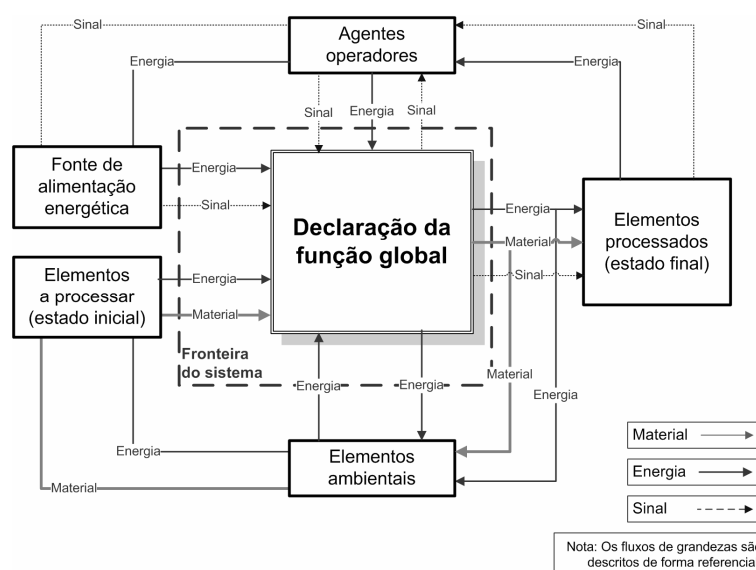 Sinal
Agentes
operadores
Sinal
Energia
Energia
Sinal
Energia
Sinal
Fonte de
alimentação
energética
Energia
Sinal
Declaração da
função global
Energia
Material
Sinal
Elementos
processados
(estado final)
Elementos
a processar
(estado inicial)
Energia
Material
Fronteira
do sistema
Energia
Energia
Material
Energia
Elementos
ambientais
Energia
Material
Material
Energia
Sinal
Nota: Os fluxos de grandezas são
descritos de forma referencia